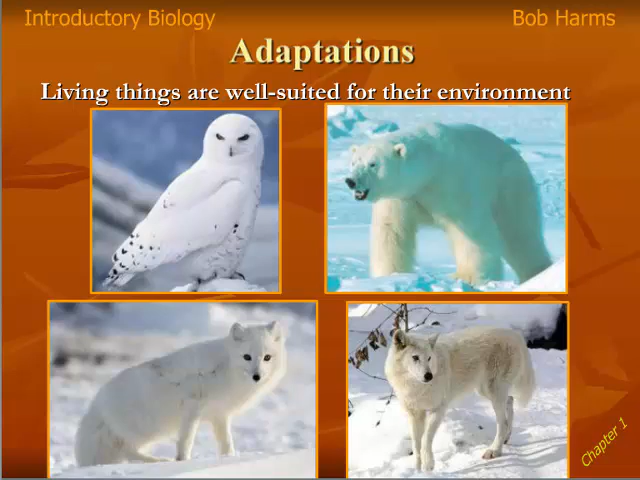 Introductory Biology
Bob Harms
Adaptations
Living things are well-suited for their environment
Chapter 1